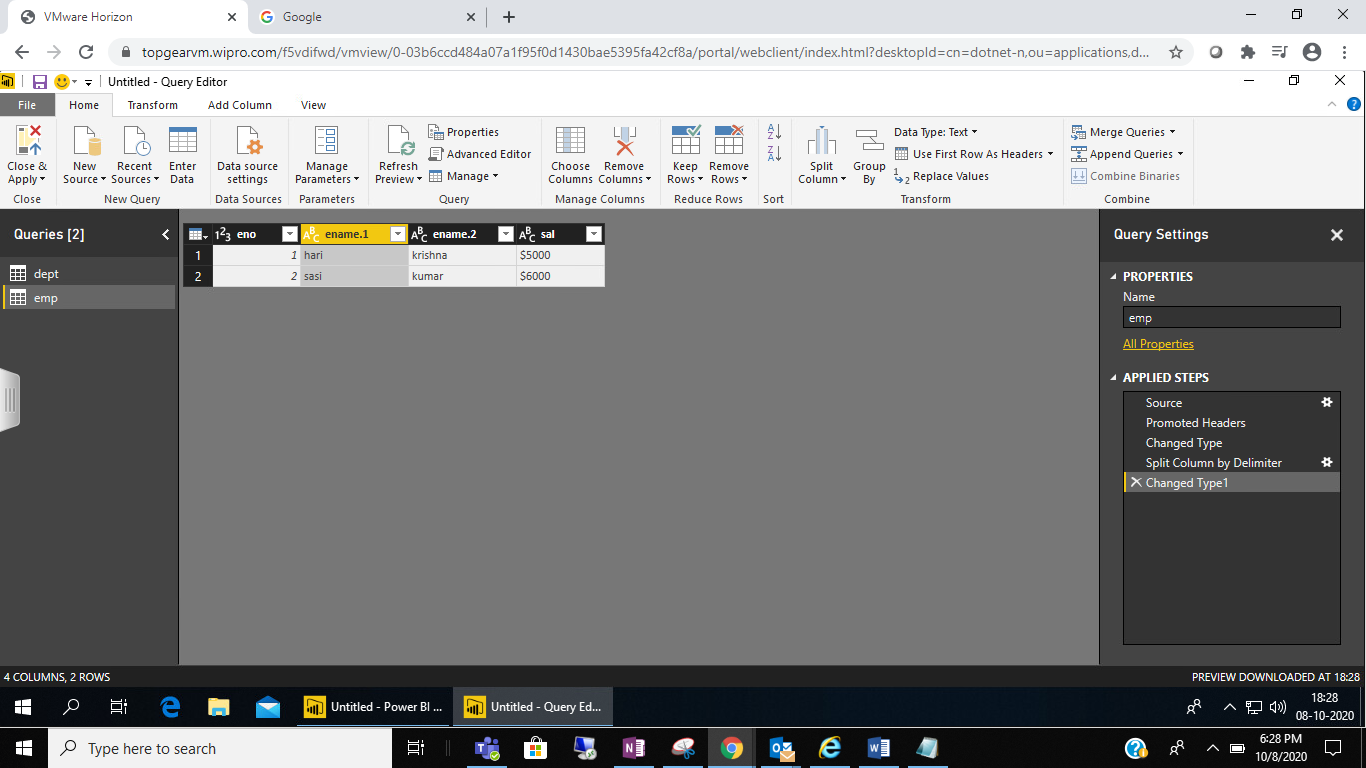 VMware Horizon
Google
topgearvm.wipro.com/f5vdifwd/vmview/0-03b6ccd484a07a1f95f0d1430bae5395fa42cf8a/portal/webclient/index.html?desktopId=cn=dotnet-n,ou=applications,d...
Untitled - Query Editor
File Home Transform Add Column View
Close & Apply
New Source
Recent Sources
Enter Data
Data source settings
Manage Parameters
Refresh Preview
Properties
Advanced Editor
Manage
Choose Columns
Remove Columns
Keep Rows
Remove Rows
Split Column
Group By
Data Type: Text
Use First Row As Headers
Replace Values
Merge Queries
Append Queries
Combine Binaries
Close New Query Data Sources Parameters Query Manage Columns Reduce Rows Sort Transform Combine
Queries [2]
dept
emp
eno ename.1 ename.2 sal
1 1 hari krishna $5000
2 2 sasi kumar $6000
Query Settings
PROPERTIES
Name
emp
All Properties
APPLIED STEPS
Source
Promoted Headers
Changed Type
Split Column by Delimiter
Changed Type1
4 COLUMNS, 2 ROWS
PREVIEW DOWNLOADED AT 18:28
Untitled - Power BI ...
Untitled - Query Ed...
18:28
08-10-2020
Type here to search
6:28 PM
10/8/2020